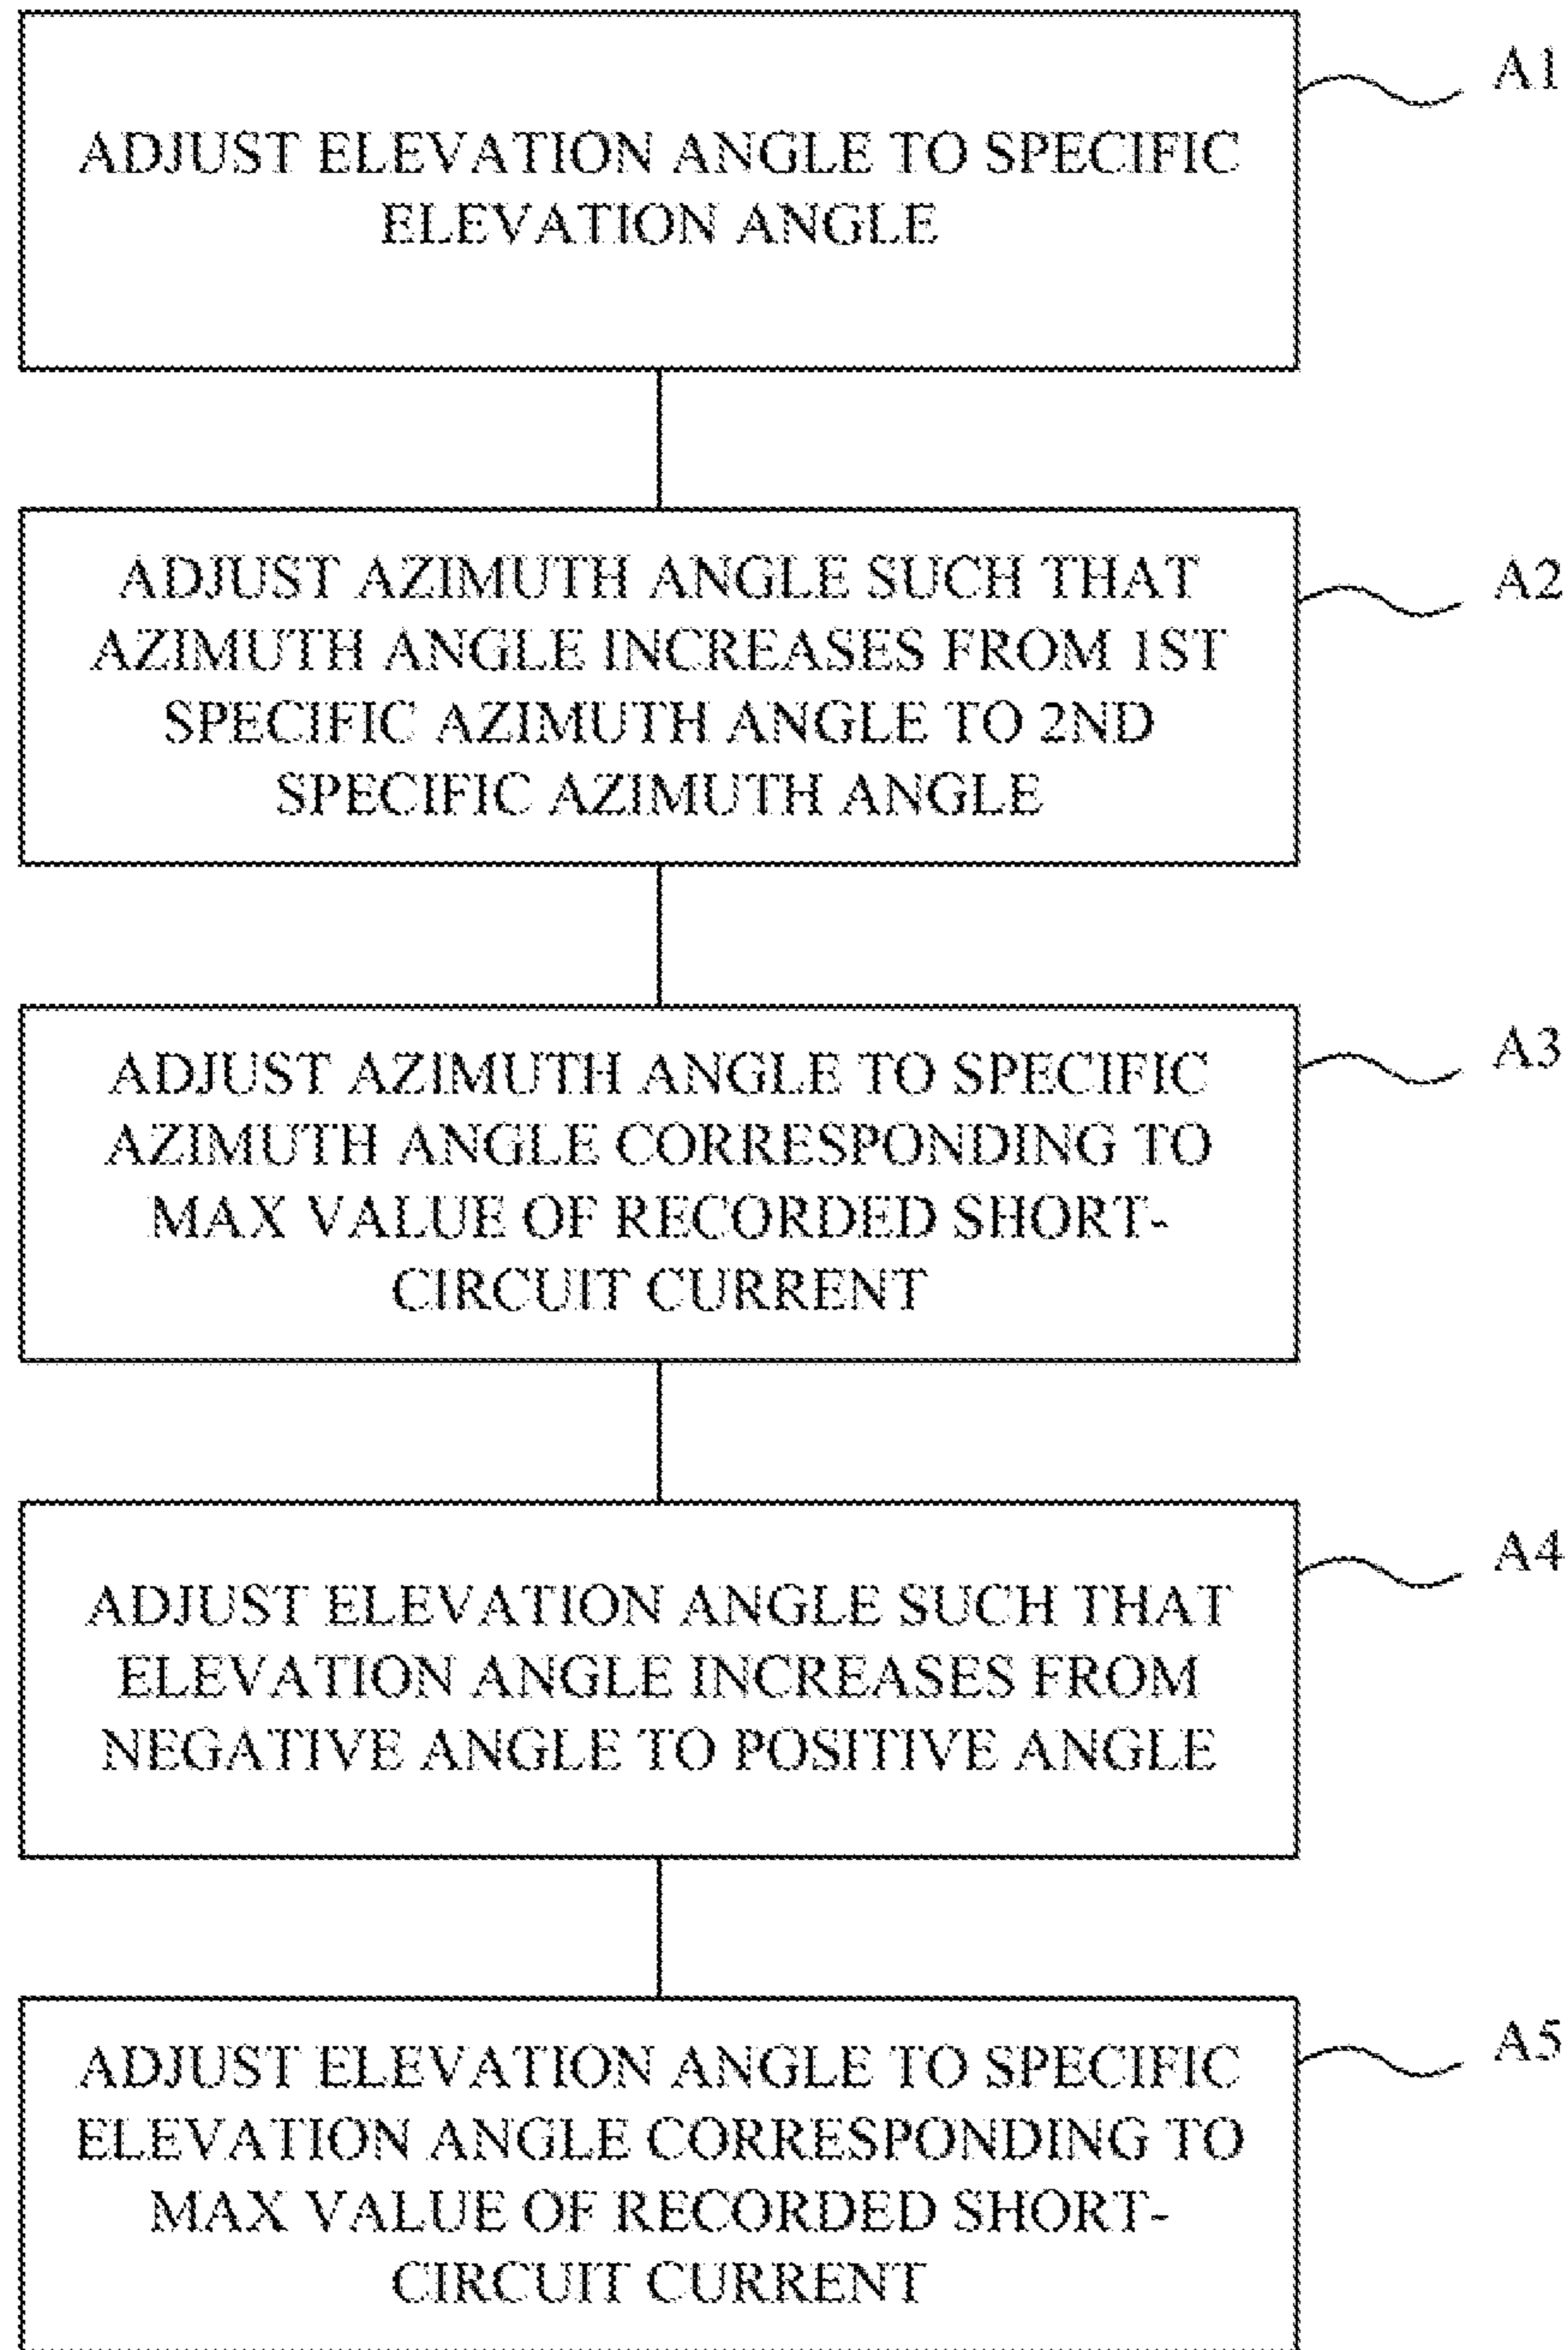 A1
ADJUST ELEVATION ANGLE TO SPECIFIC
ELEVATION ANGLE
A2
ADJUST AZIMUTH ANGLE SUCH THAT
AZIMUTH ANGLE INCREASES FROM 1ST
SPECIFIC AZIMUTH ANGLE TO 2ND
SPECIFIC AZIMUTH ANGLE
A3
ADJUST AZIMUTH ANGLE TO SPECIFIC
AZIMUTH ANGLE CORRESPONDING TO
MAX VALUE OF RECORDED SHORT-
CIRCUIT CURRENT
A4
ADJUST ELEVATION ANGLE SUCH THAT
ELEVATION ANGLE INCREASES FROM
NEGATIVE ANGLE TO POSITIVE ANGLE
A5
ADJUST ELEVATION ANGLE TO SPECIFIC
ELEVATION ANGLE CORRESPONDING TO
MAX VALUE OF RECORDED SHORT-
CIRCUIT CURRENT